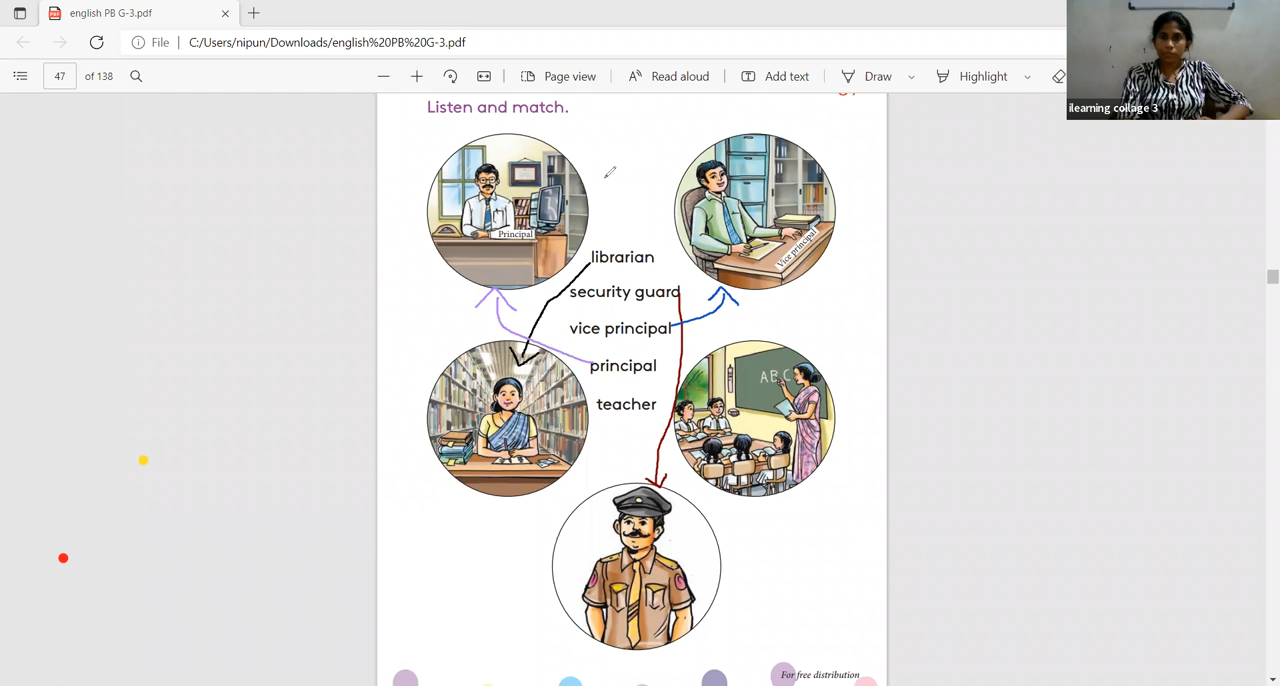 english PB G-3.pdf
File | C:/Users/nipun/Downloads/english%20PB%20G-3.pdf
47 of 138
Page view
Read aloud
Add text
Draw
Highlight
ilearning collage 3
Listen and match.
Principal
Vice principal
librarian
security guard
vice principal
principal
teacher
A B C
For free distribution